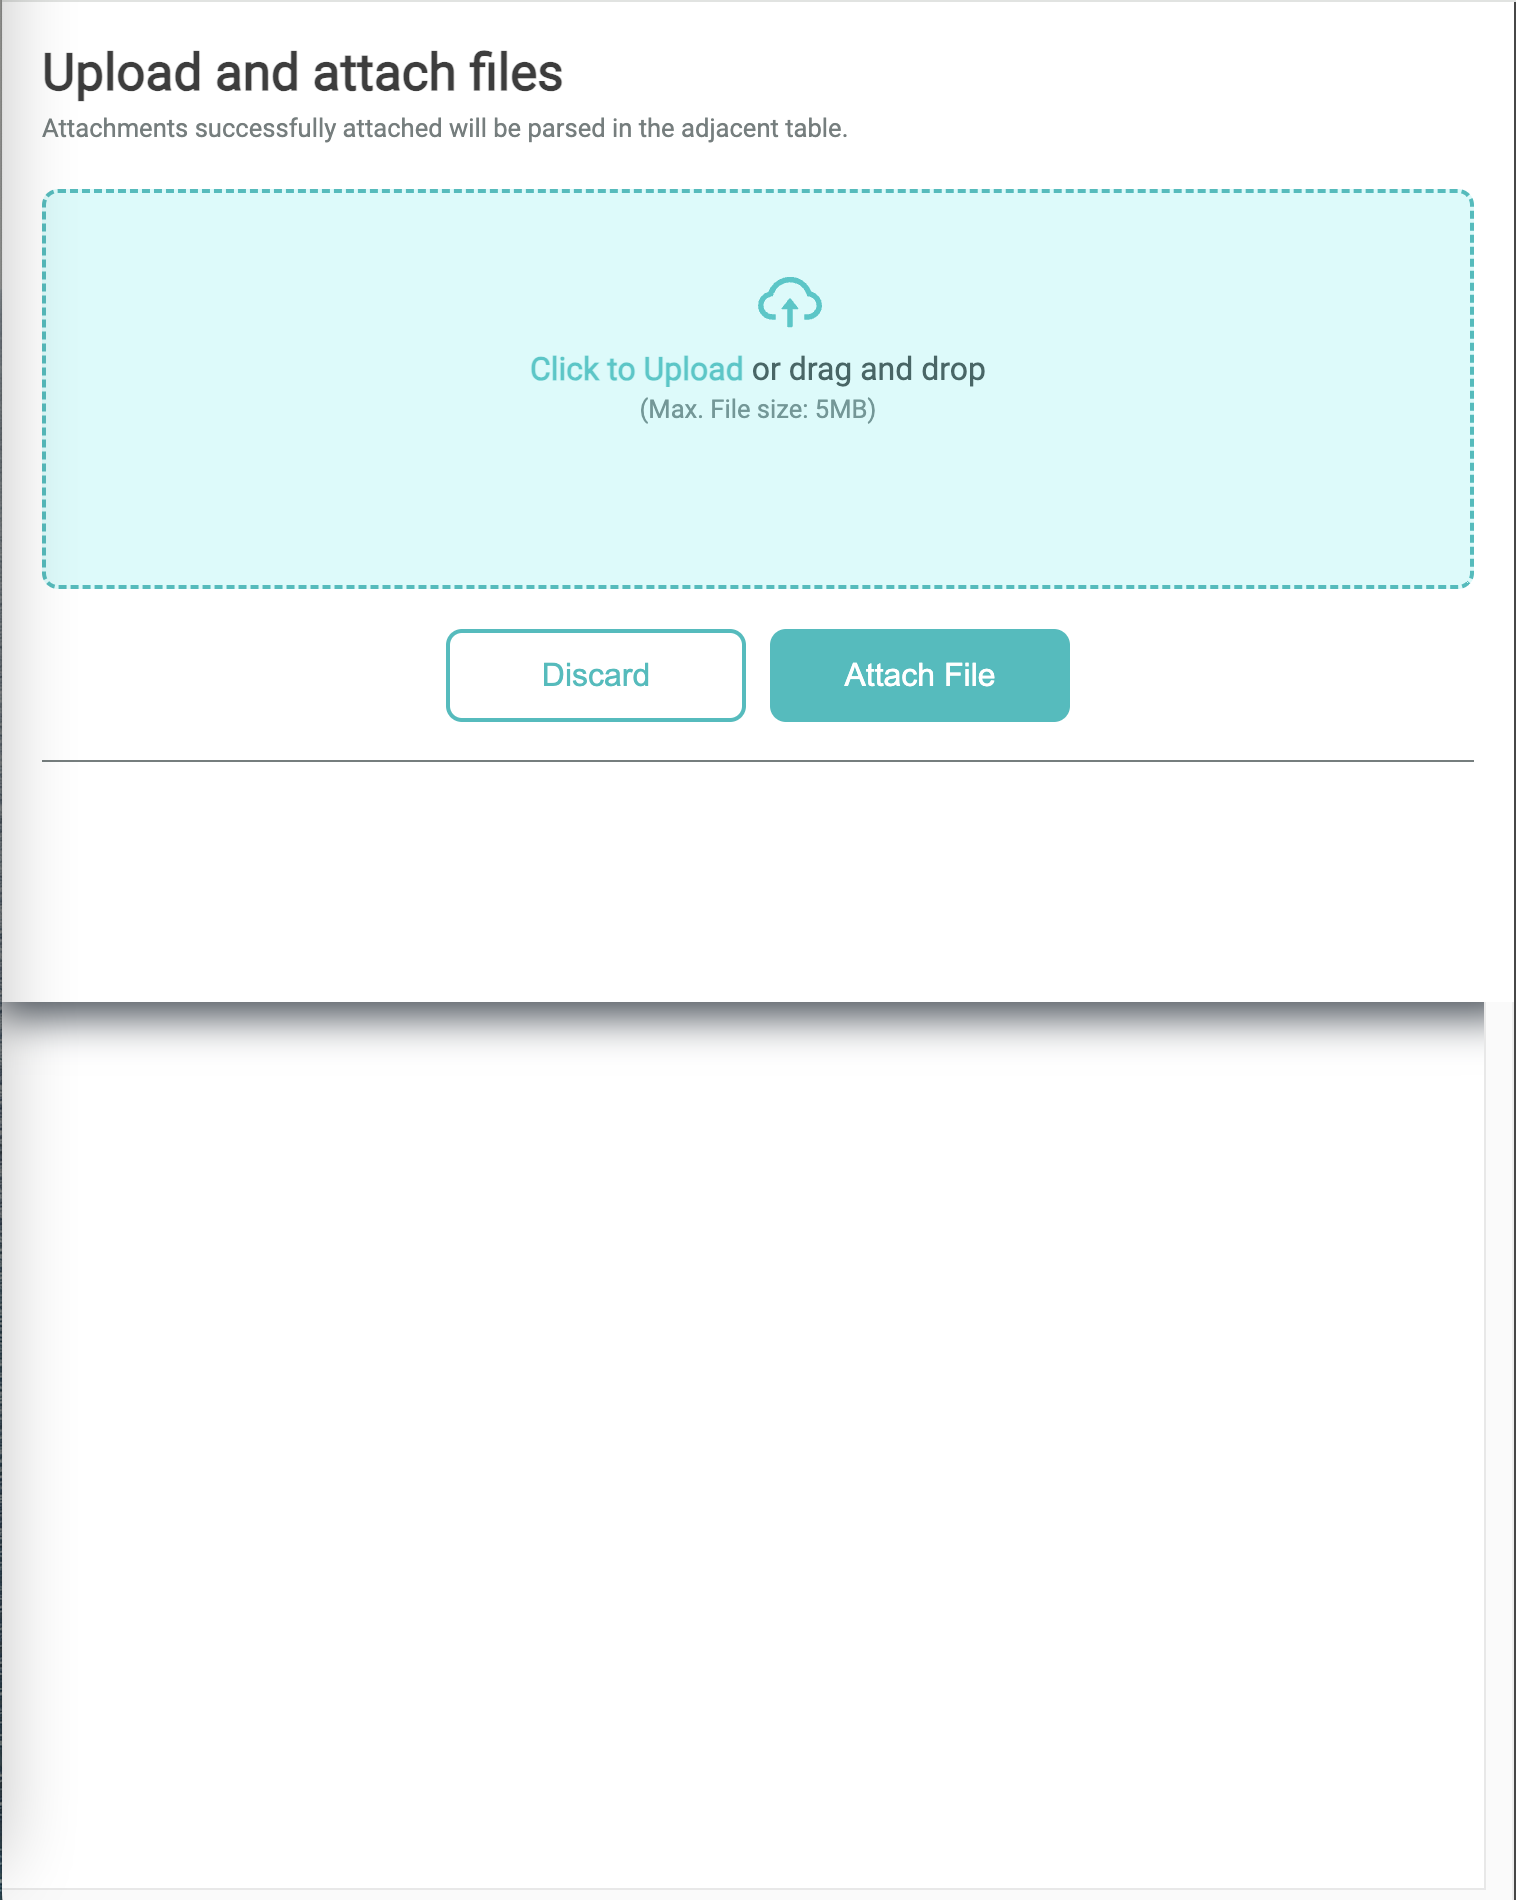 Upload and attach files
Attachments successfully attached will be parsed in the adjacent table.
Click to Upload or drag and drop
(Max. File size: 5MB)
Discard
Attach File